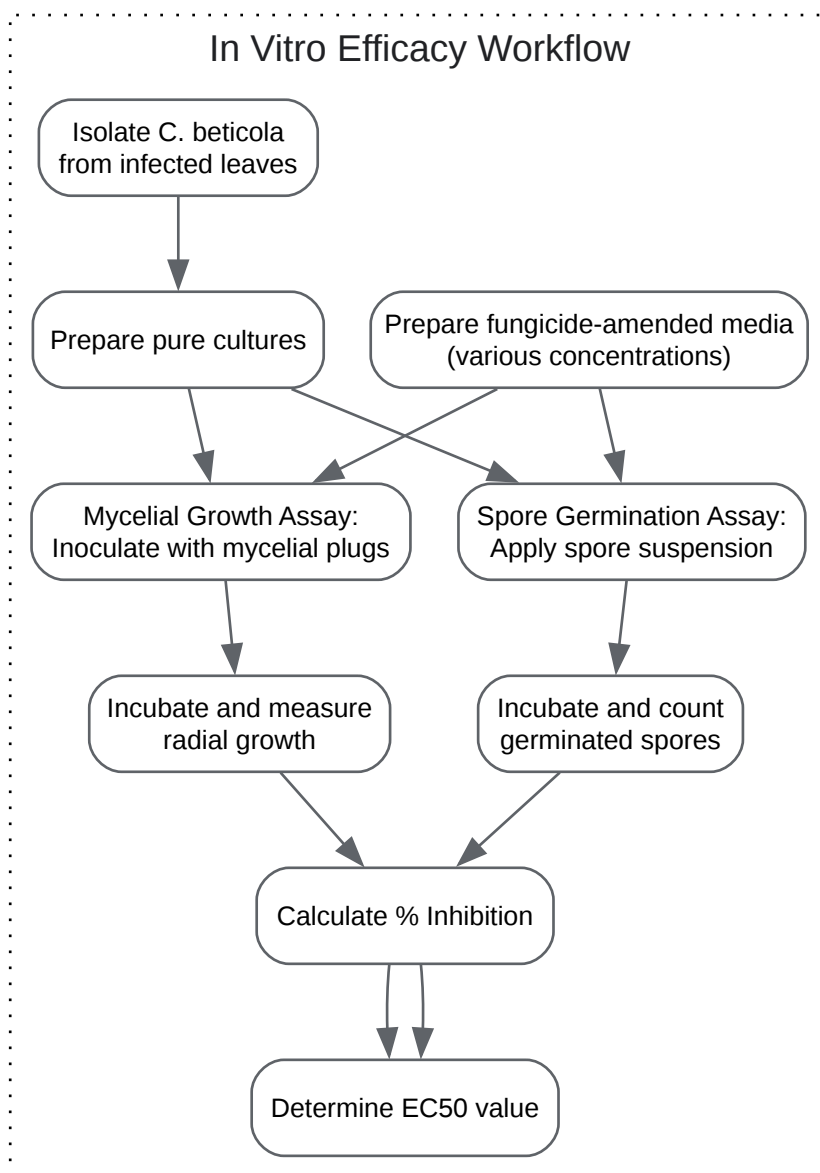 In Vitro Efficacy Workflow
Isolate C. beticola
from infected leaves
Prepare pure cultures
Prepare fungicide-amended media
(various concentrations)
Mycelial Growth Assay:
Inoculate with mycelial plugs
Spore Germination Assay:
Apply spore suspension
Incubate and measure
radial growth
Incubate and count
germinated spores
Calculate % Inhibition
Determine EC50 value